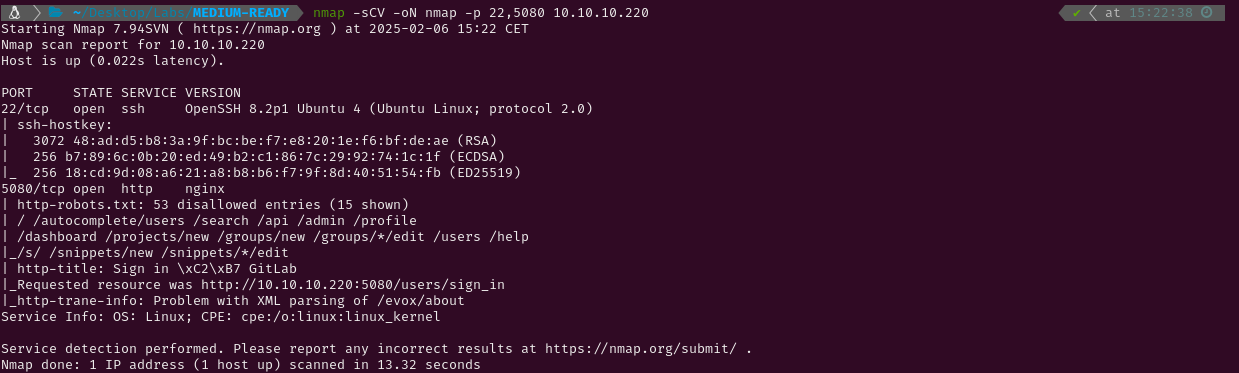 ~/Desktop/Labs/MEDIUM-READY nmap -sCV -oN nmap -p 22,5080 10.10.10.220 ✔ at 15:22:38
Starting Nmap 7.94SVN ( https://nmap.org ) at 2025-02-06 15:22 CET
Nmap scan report for 10.10.10.220
Host is up (0.022s latency).
PORT     STATE SERVICE VERSION
22/tcp   open  ssh     OpenSSH 8.2p1 Ubuntu 4 (Ubuntu Linux; protocol 2.0)
| ssh-hostkey:
|   3072 48:ad:d5:b8:3a:9f:bc:be:f7:e8:20:1e:f6:bf:de:ae (RSA)
|   256 b7:89:6c:0b:20:ed:49:b2:c1:86:7c:29:92:74:1c:1f (ECDSA)
|_  256 18:cd:9d:08:a6:21:a8:b8:b6:f7:9f:8d:40:51:54:fb (ED25519)
5080/tcp open  http    nginx
| http-robots.txt: 53 disallowed entries (15 shown)
| / /autocomplete/users /search /api /admin /profile
| /dashboard /projects/new /groups/new /groups/*/edit /users /help
|_/s/ /snippets/new /snippets/*/edit
| http-title: Sign in \xC2\xB7 GitLab
|_Requested resource was http://10.10.10.220:5080/users/sign_in
|_http-trane-info: Problem with XML parsing of /evox/about
Service Info: OS: Linux; CPE: cpe:/o:linux:linux_kernel
Service detection performed. Please report any incorrect results at https://nmap.org/submit/ .
Nmap done: 1 IP address (1 host up) scanned in 13.32 seconds